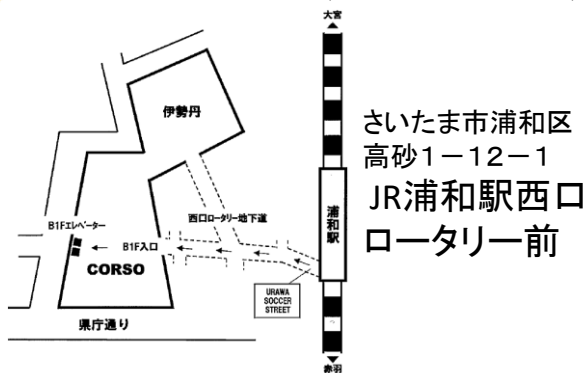 大宮
伊勢丹
さいたま市浦和区
高砂1－12－1
JR浦和駅西口
ロータリー前
西口ロータリー地下道
浦和駅
B1Fエレベーター
B1F入口
CORSO
URAWA
SOCCER
STREET
県庁通り
赤羽